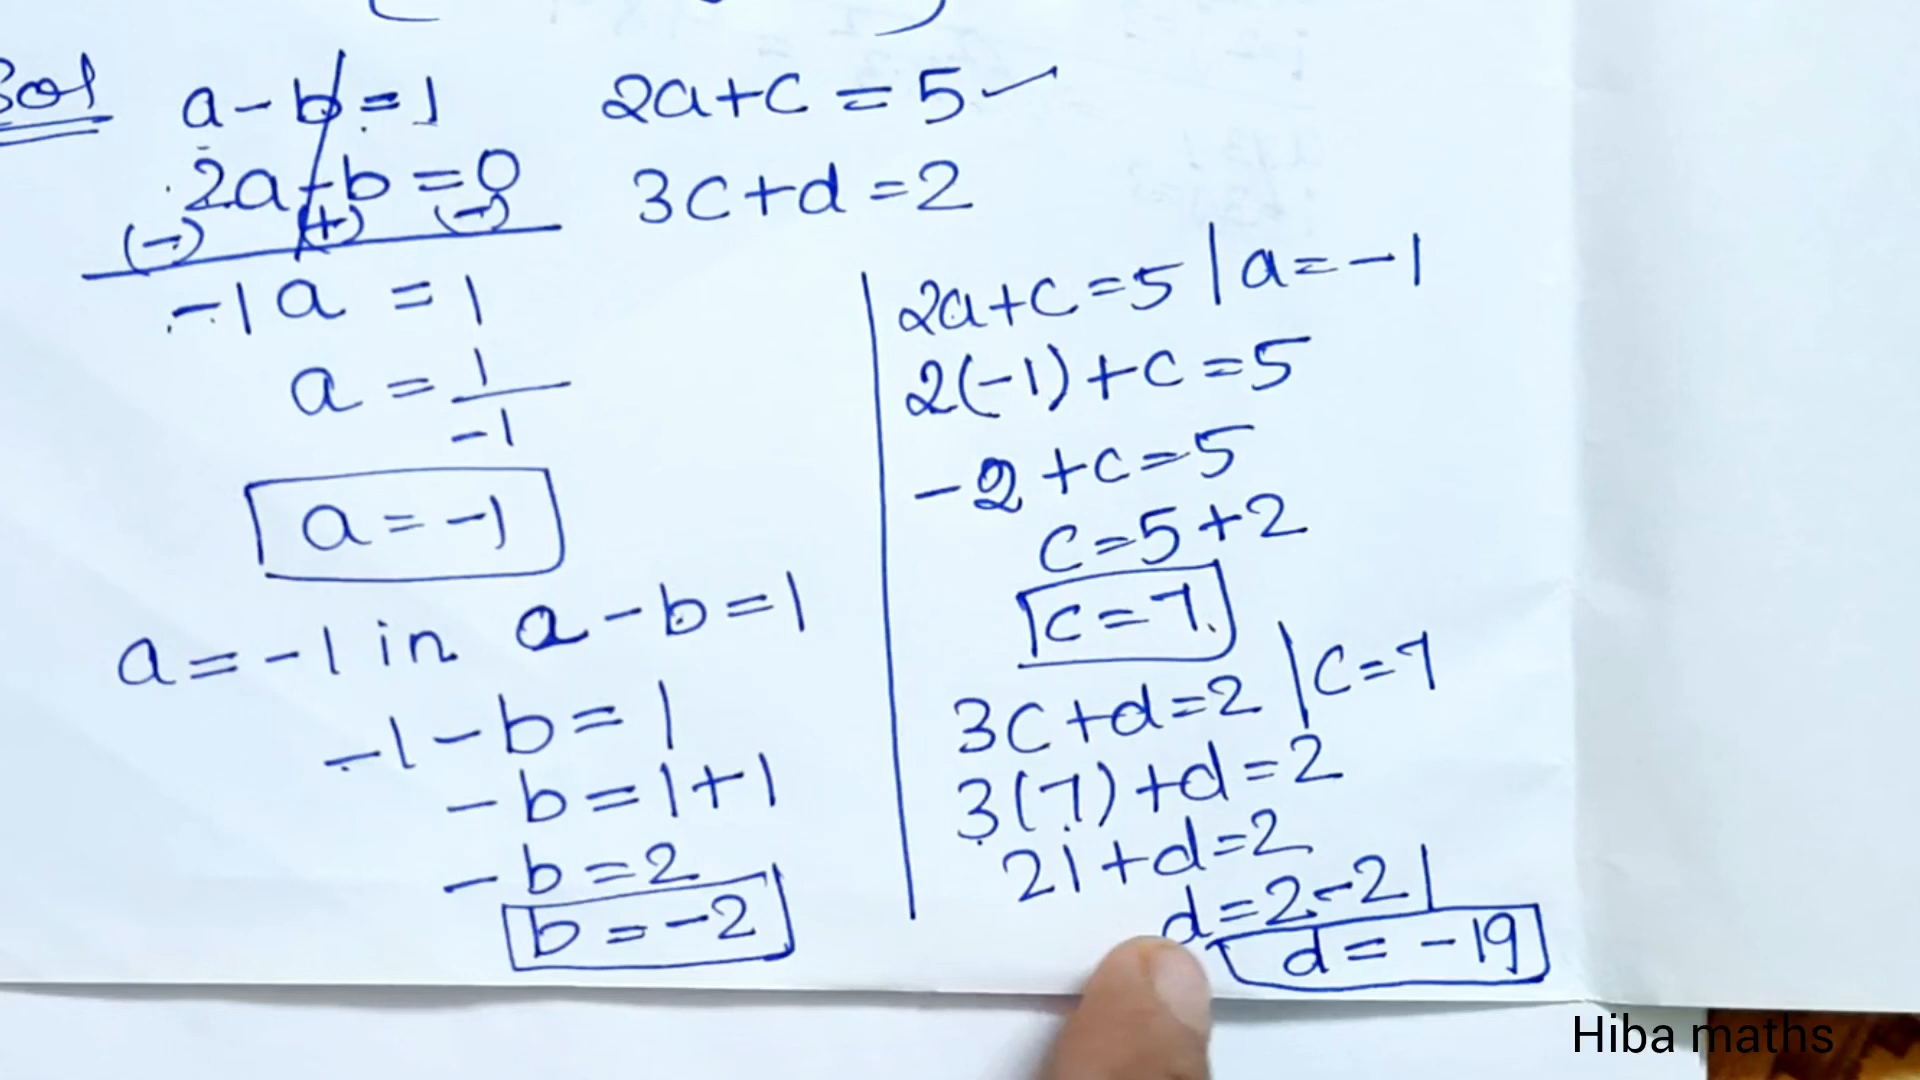 Sol a-b=1 2a+c=5
2a-b=0 3c+d=2
(-) (+) (-)
-1a=1
a=1/-1
a=-1
a=-1 in a-b=1
-1-b=1
-b=1+1
-b=2
b=-2
2a+c=5 | a=-1
2(-1)+c=5
-2+c=5
c=5+2
c=7.
3c+d=2 | c=7
3(7)+d=2
21+d=2
d=2-21
d=-19
Hiba maths